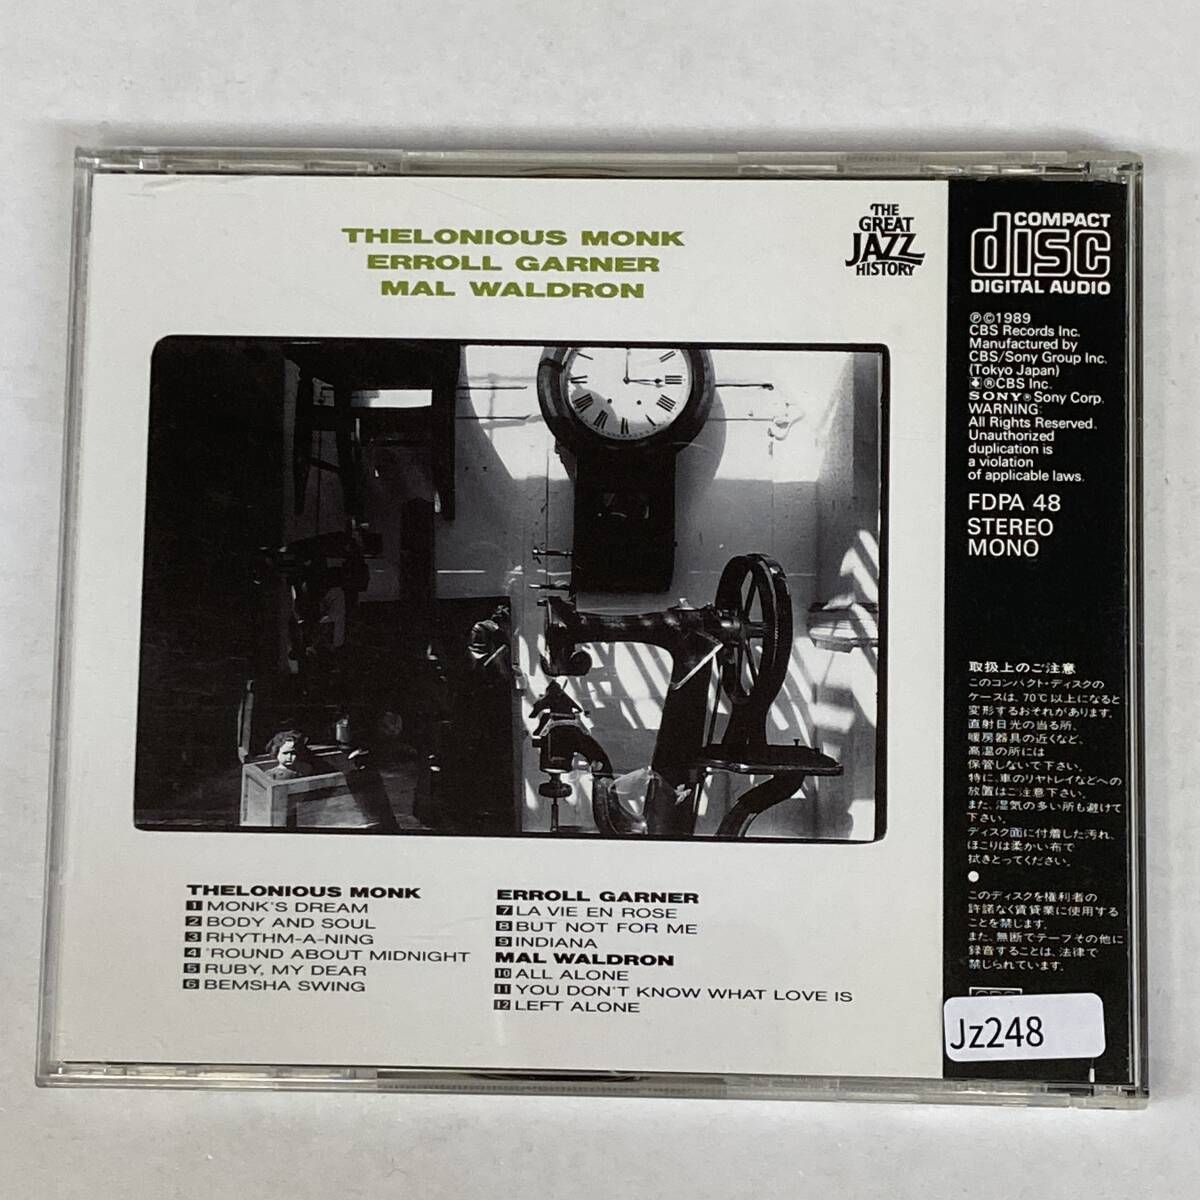 THELONIOUS MONK
ERROLL GARNER
MAL WALDRON
THE
GREAT
JAZZ
HISTORY
COMPACT
disc
DIGITAL AUDIO
℗©1989
CBS Records Inc.
Manufactured by
CBS/Sony Group Inc.
(Tokyo Japan)
®CBS Inc.
SONY® Sony Corp.
WARNING:
All Rights Reserved.
Unauthorized
duplication is
a violation
of applicable laws.
FDPA 48
STEREO
MONO
取扱上のご注意
このコンパクト・ディスクの
ケースは、70℃以上になると
変形するおそれがあります。
直射日光の当る所、
暖房器具の近くなど、
高温の所には
保管しないで下さい。
特に、車のリヤトレイなどへの
放置はご注意下さい。
また、湿気の多い所も避けて
下さい。
ディスク面に付着した汚れ、
ほこりは柔かい布で
拭きとってください。
このディスクを権利者の
許諾なく賃貸業に使用する
ことを禁じます。
また、無断でテープその他に
録音することは、法律で
禁じられています。
Jz248
THELONIOUS MONK
1 MONK'S DREAM
2 BODY AND SOUL
3 RHYTHM-A-NING
4 'ROUND ABOUT MIDNIGHT
5 RUBY, MY DEAR
6 BEMSHA SWING
ERROLL GARNER
7 LA VIE EN ROSE
8 BUT NOT FOR ME
9 INDIANA
MAL WALDRON
10 ALL ALONE
11 YOU DON'T KNOW WHAT LOVE IS
12 LEFT ALONE